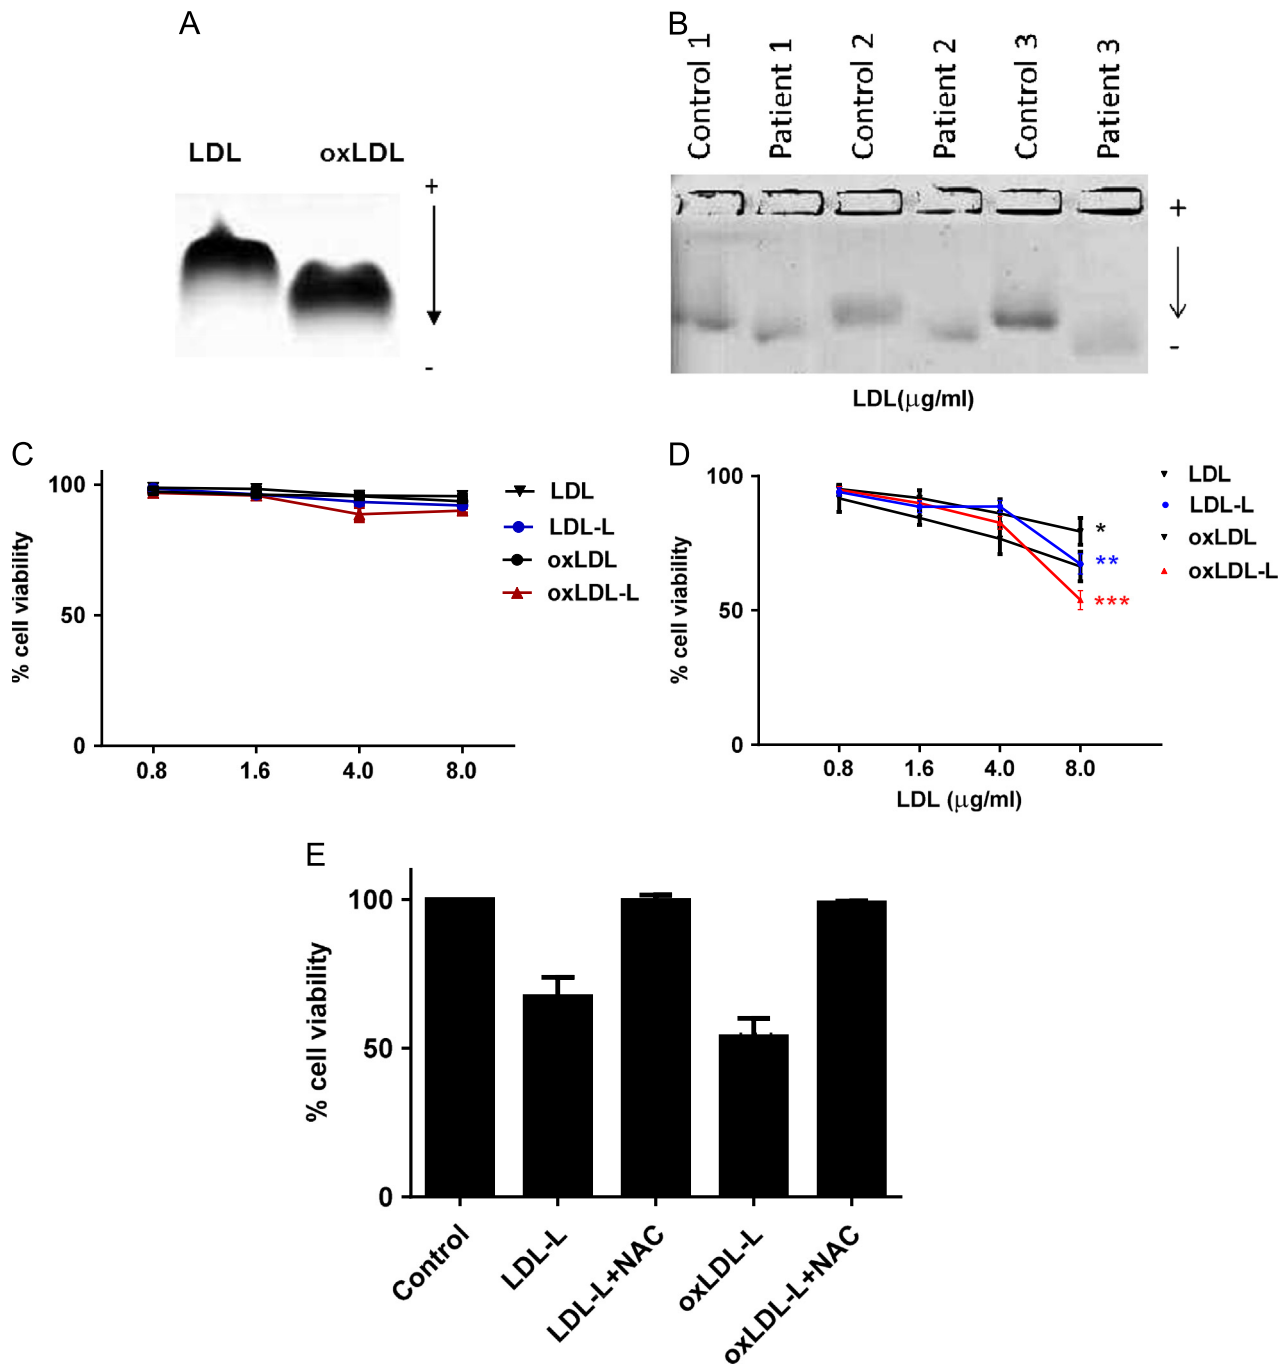 A
LDL oxLDL
+
-
B
Control 1
Patient 1
Control 2
Patient 2
Control 3
Patient 3
+
-
LDL(μg/ml)
C
% cell viability
100
50
0
0.8 1.6 4.0 8.0
LDL
LDL-L
oxLDL
oxLDL-L
D
% cell viability
100
50
0
0.8 1.6 4.0 8.0
LDL (μg/ml)
*
**
***
LDL
LDL-L
oxLDL
oxLDL-L
E
% cell viability
100
50
0
Control
LDL-L
LDL-L+NAC
oxLDL-L
oxLDL-L+NAC